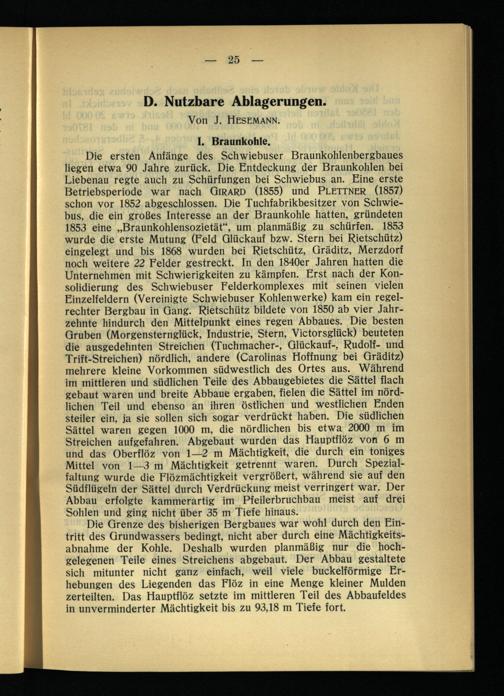 — 25 —
D. Nutzbare Ablagerungen.
Von J. HESEMANN.
I. Braunkohle.
Die ersten Anfänge des Schwiebuser Braunkohlenbergbaues
liegen etwa 90 Jahre zurück. Die Entdeckung der Braunkohlen bei
Liebenau regte auch zu Schürfungen bei Schwiebus an. Eine erste
Betriebsperiode war nach GIRARD (1855) und PLETTNER (1857)
schon vor 1852 abgeschlossen. Die Tuchfabrikbesitzer von Schwie-
bus, die ein großes Interesse an der Braunkohle hatten, gründeten
1853 eine „Braunkohlensozietät“, um planmäßig zu schürfen. 1853
wurde die erste Mutung (Feld Glückauf bzw. Stern bei Rietschütz)
eingelegt und bis 1868 wurden bei Rietschütz, Gräditz, Merzdorf
noch weitere 22 Felder gestreckt. In den 1840er Jahren hatten die
Unternehmen mit Schwierigkeiten zu kämpfen. Erst nach der Kon-
solidierung des Schwiebuser Felderkomplexes mit seinen vielen
Einzelfeldern (Vereinigte Schwiebuser Kohlenwerke) kam ein regel-
rechter Bergbau in Gang. Rietschütz bildete von 1850 ab vier Jahr-
zehnte hindurch den Mittelpunkt eines regen Abbaues. Die besten
Gruben (Morgensternglück, Industrie, Stern, Victorsglück) beuteten
die ausgedehnten Streichen (Tuchmacher-, Glückauf-, Rudolf- und
Trift-Streichen) nördlich, andere (Carolinas Hoffnung bei Gräditz)
mehrere kleine Vorkommen südwestlich des Ortes aus. Während
im mittleren und südlichen Teile des Abbaugebietes die Sättel flach
gebaut waren und breite Abbaue ergaben, fielen die Sättel im nörd-
lichen Teil und ebenso an ihren östlichen und westlichen Enden
steiler ein, ja sie sollen sich sogar verdrückt haben. Die südlichen
Sättel waren gegen 1000 m, die nördlichen bis etwa 2000 m im
Streichen aufgefahren. Abgebaut wurden das Hauptflöz von 6 m
und das Oberflöz von 1—2 m Mächtigkeit, die durch ein toniges
Mittel von 1—3 m Mächtigkeit getrennt waren. Durch Spezial-
faltung wurde die Flözmächtigkeit vergrößert, während sie auf den
Südflügeln der Sättel durch Verdrückung meist verringert war. Der
Abbau erfolgte kammerartig im Pfeilerbruchbau meist auf drei
Sohlen und ging nicht über 35 m Tiefe hinaus.
Die Grenze des bisherigen Bergbaues war wohl durch den Ein-
tritt des Grundwassers bedingt, nicht aber durch eine Mächtigkeits-
abnahme der Kohle. Deshalb wurden planmäßig nur die hoch-
gelegenen Teile eines Streichens abgebaut. Der Abbau gestaltete
sich mitunter nicht ganz einfach, weil viele buckelförmige Er-
hebungen des Liegenden das Flöz in eine Menge kleiner Mulden
zerteilten. Das Hauptflöz setzte im mittleren Teil des Abbaufeldes
in unverminderter Mächtigkeit bis zu 93,18 m Tiefe fort.